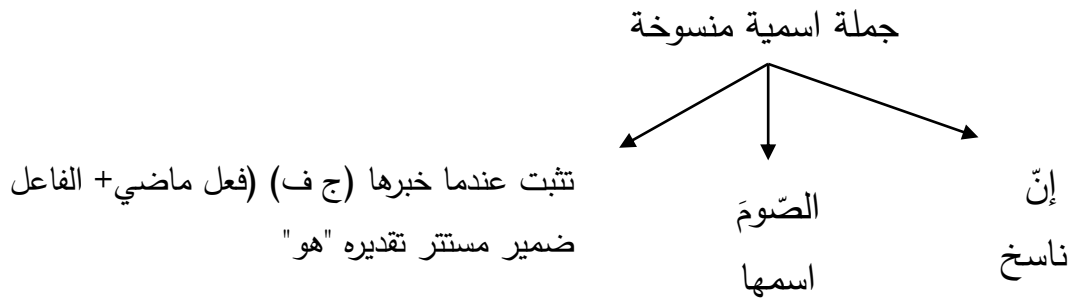 جملة اسمية منسوخة
إنّ
ناسخ
الصّومَ
اسمها
تثبت عندما خبرها (ج ف) (فعل ماضي+ الفاعل
ضمير مستتر تقديره "هو"